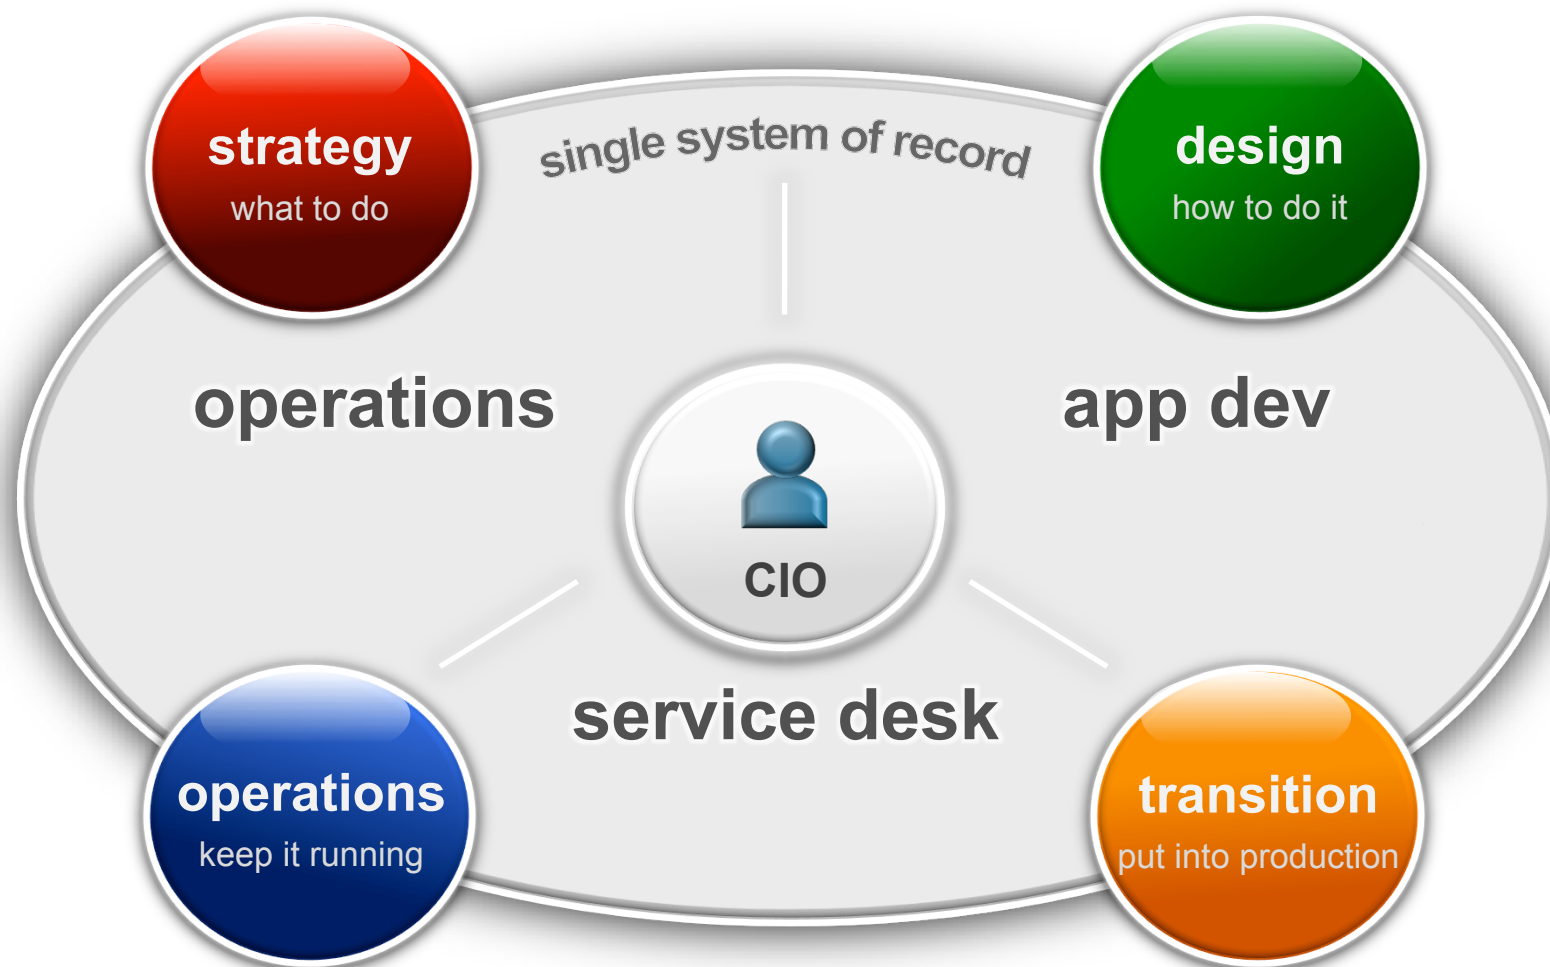 strategy
what to do
single system of record
design
how to do it
operations
app dev
CIO
service desk
operations
keep it running
transition
put into production